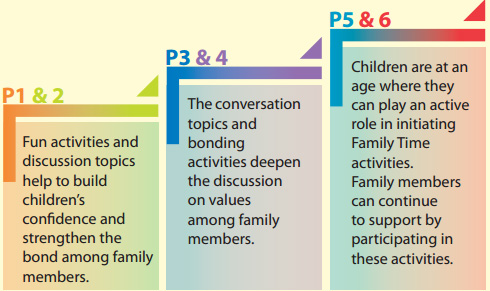 P1 & 2
Fun activities and
discussion topics
help to build
children's
confidence and
strengthen the
bond among family
members.
P3 & 4
The conversation
topics and
bonding
activities deepen
the discussion
on values
among family
members.
P5 & 6
Children are at an
age where they
can play an active
role in initiating
Family Time
activities.
Family members
can continue
to support by
participating in
these activities.